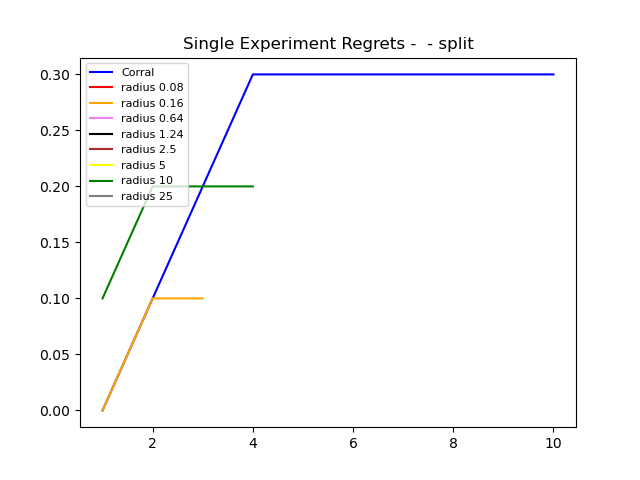 Single Experiment Regrets -  - split
0.30
0.25
0.20
0.15
0.10
0.05
0.00
Corral
radius 0.08
radius 0.16
radius 0.64
radius 1.24
radius 2.5
radius 5
radius 10
radius 25
2 4 6 8 10